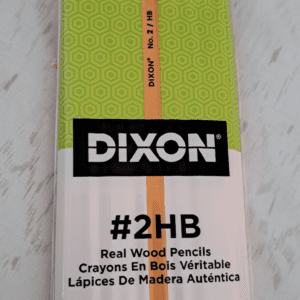 DIXON® No. 2 / HB
DIXON®
#2HB
Real Wood Pencils
Crayons En Bois Véritable
Lápices De Madera Auténtica